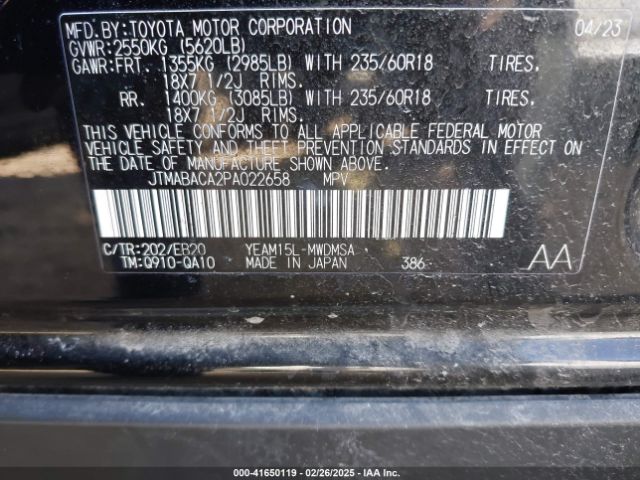 MFD.BY:TOYOTA MOTOR CORPORATION 04/23
GVWR:2550KG (5620LB)
GAWR:FRT. 1355KG (2985LB) WITH 235/60R18 TIRES,
18X7 1/2J RIMS.
RR. 1400KG (3085LB) WITH 235/60R18 TIRES,
18X7 1/2J RIMS.
THIS VEHICLE CONFORMS TO ALL APPLICABLE FEDERAL MOTOR
VEHICLE SAFETY AND THEFT PREVENTION STANDARDS IN EFFECT ON
THE DATE OF MANUFACTURE SHOWN ABOVE.
JTMABACA2PA022658 MPV
C/TR:202/EB20 YEAM15L-MWDMSA
TM:Q910-QA10 MADE IN JAPAN 386 AA
000-41650119 - 02/26/2025 - IAA Inc.